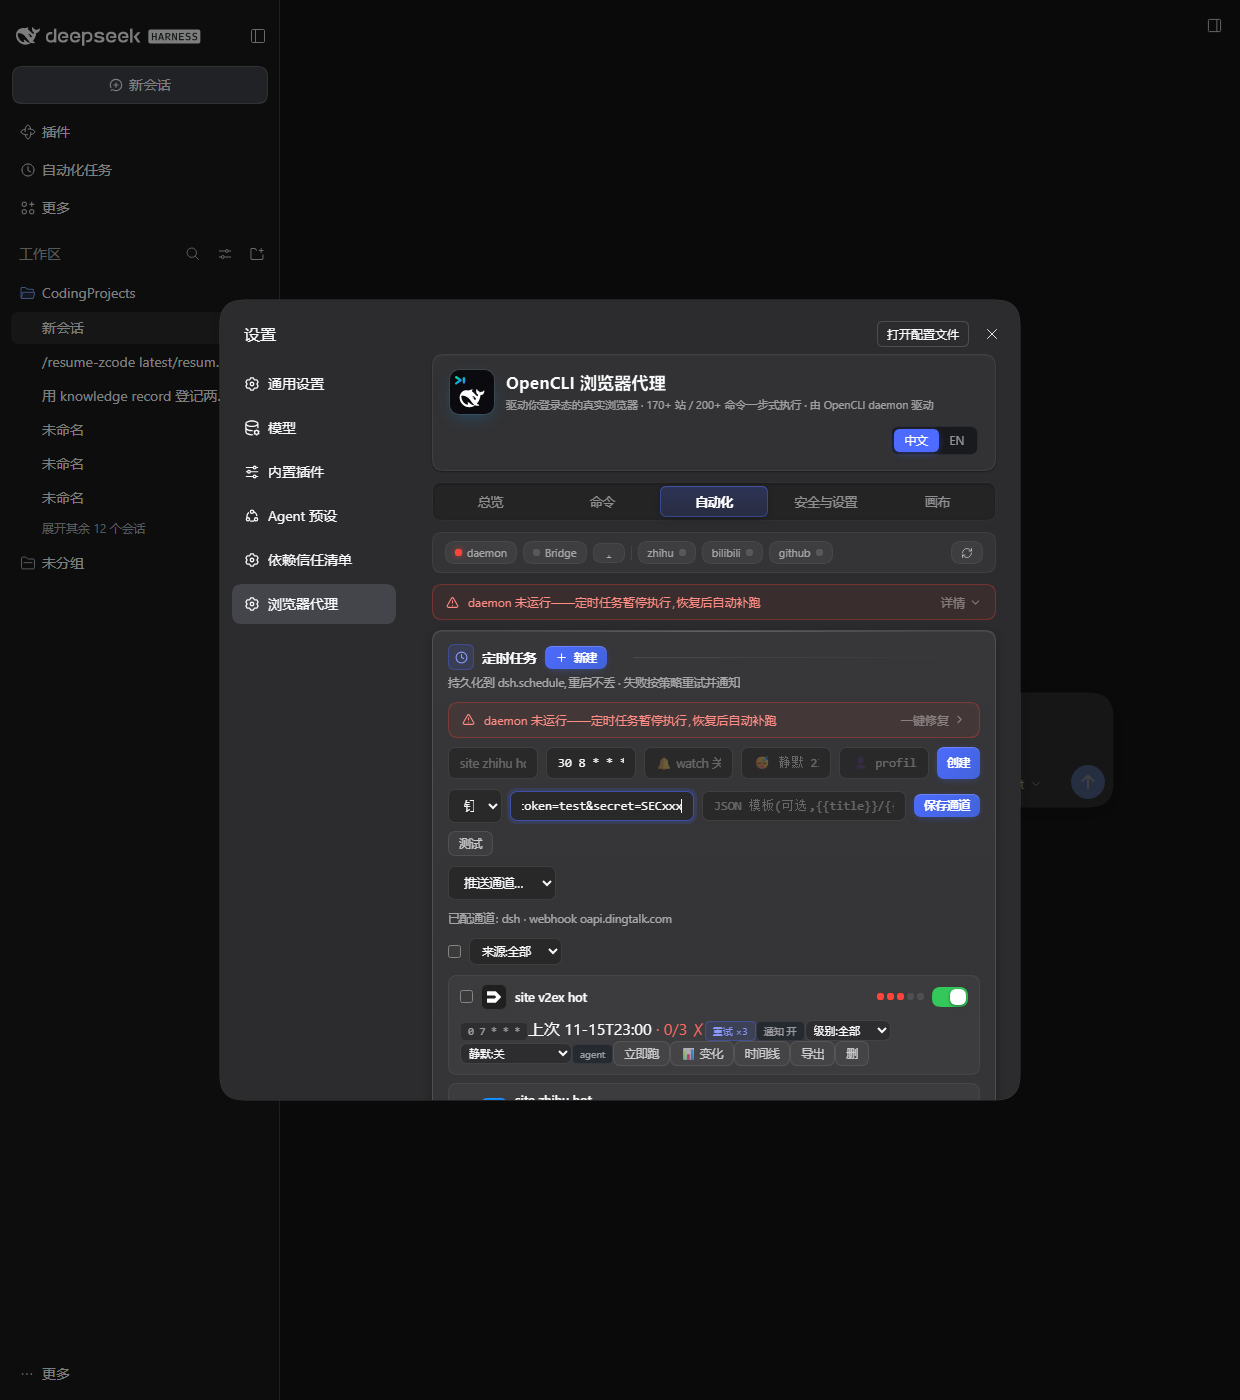 deepseek HARNESS
新会话
插件
自动化任务
更多
工作区
CodingProjects
新会话
/resume-zcode latest/resum.
用 knowledge record 登记两.
未命名
未命名
未命名
展开其余 12 个会话
未分组
更多
设置
打开配置文件
通用设置
模型
内置插件
Agent 预设
依赖信任清单
浏览器代理
OpenCLI 浏览器代理
驱动你登录态的真实浏览器 · 170+ 站 / 200+ 命令一步式执行 · 由 OpenCLI daemon 驱动
中文 EN
总览 命令 自动化 安全与设置 画布
daemon Bridge zhihu bilibili github
daemon 未运行——定时任务暂停执行,恢复后自动补跑 详情
定时任务 + 新建
持久化到 dsh.schedule,重启不丢 · 失败按策略重试并通知
daemon 未运行——定时任务暂停执行,恢复后自动补跑 一键修复
site zhihu ho 30 8 * * * watch 关 静默 2 profil 创建
钉 :oken=test&secret=SECxxx JSON 模板(可选,{{title}}/{ 保存通道
测试
推送通道...
已配通道: dsh · webhook oapi.dingtalk.com
来源:全部
site v2ex hot
0 7 * * * 上次 11-15T23:00 · 0/3 ✗ 重试 ×3 通知 开 级别:全部
静默:关 agent 立即跑 变化 时间线 导出 删
site zhihu hot